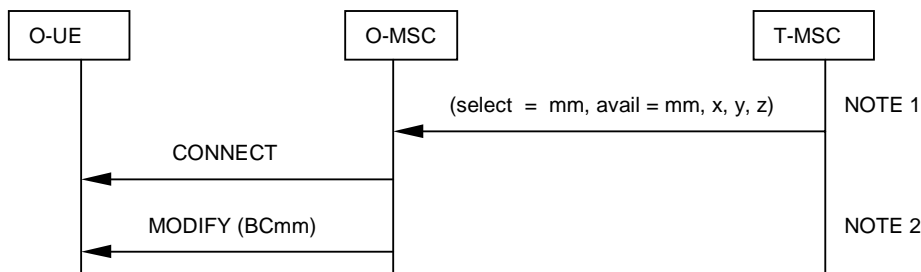 O-UE
O-MSC
T-MSC
(select = mm, avail = mm, x, y, z)
NOTE 1
CONNECT
MODIFY (BCmm)
NOTE 2